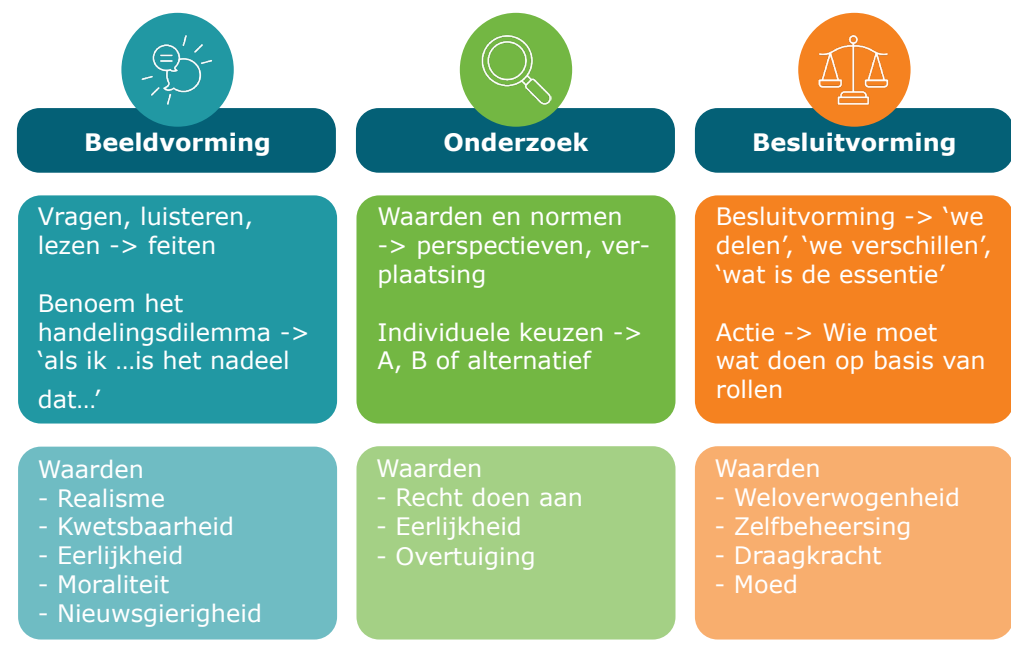 Beeldvorming
Vragen, luisteren,
lezen -> feiten
Benoem het
handelingsdilemma ->
‘als ik …is het nadeel
dat…’
Waarden
- Realisme
- Kwetsbaarheid
- Eerlijkheid
- Moraliteit
- Nieuwsgierigheid
Onderzoek
Waarden en normen
-> perspectieven, ver-
plaatsing
Individuele keuzen ->
A, B of alternatief
Waarden
- Recht doen aan
- Eerlijkheid
- Overtuiging
Besluitvorming
Besluitvorming -> ‘we
delen’, ‘we verschillen’,
‘wat is de essentie’
Actie -> Wie moet
wat doen op basis van
rollen
Waarden
- Weloverwogenheid
- Zelfbeheersing
- Draagkracht
- Moed